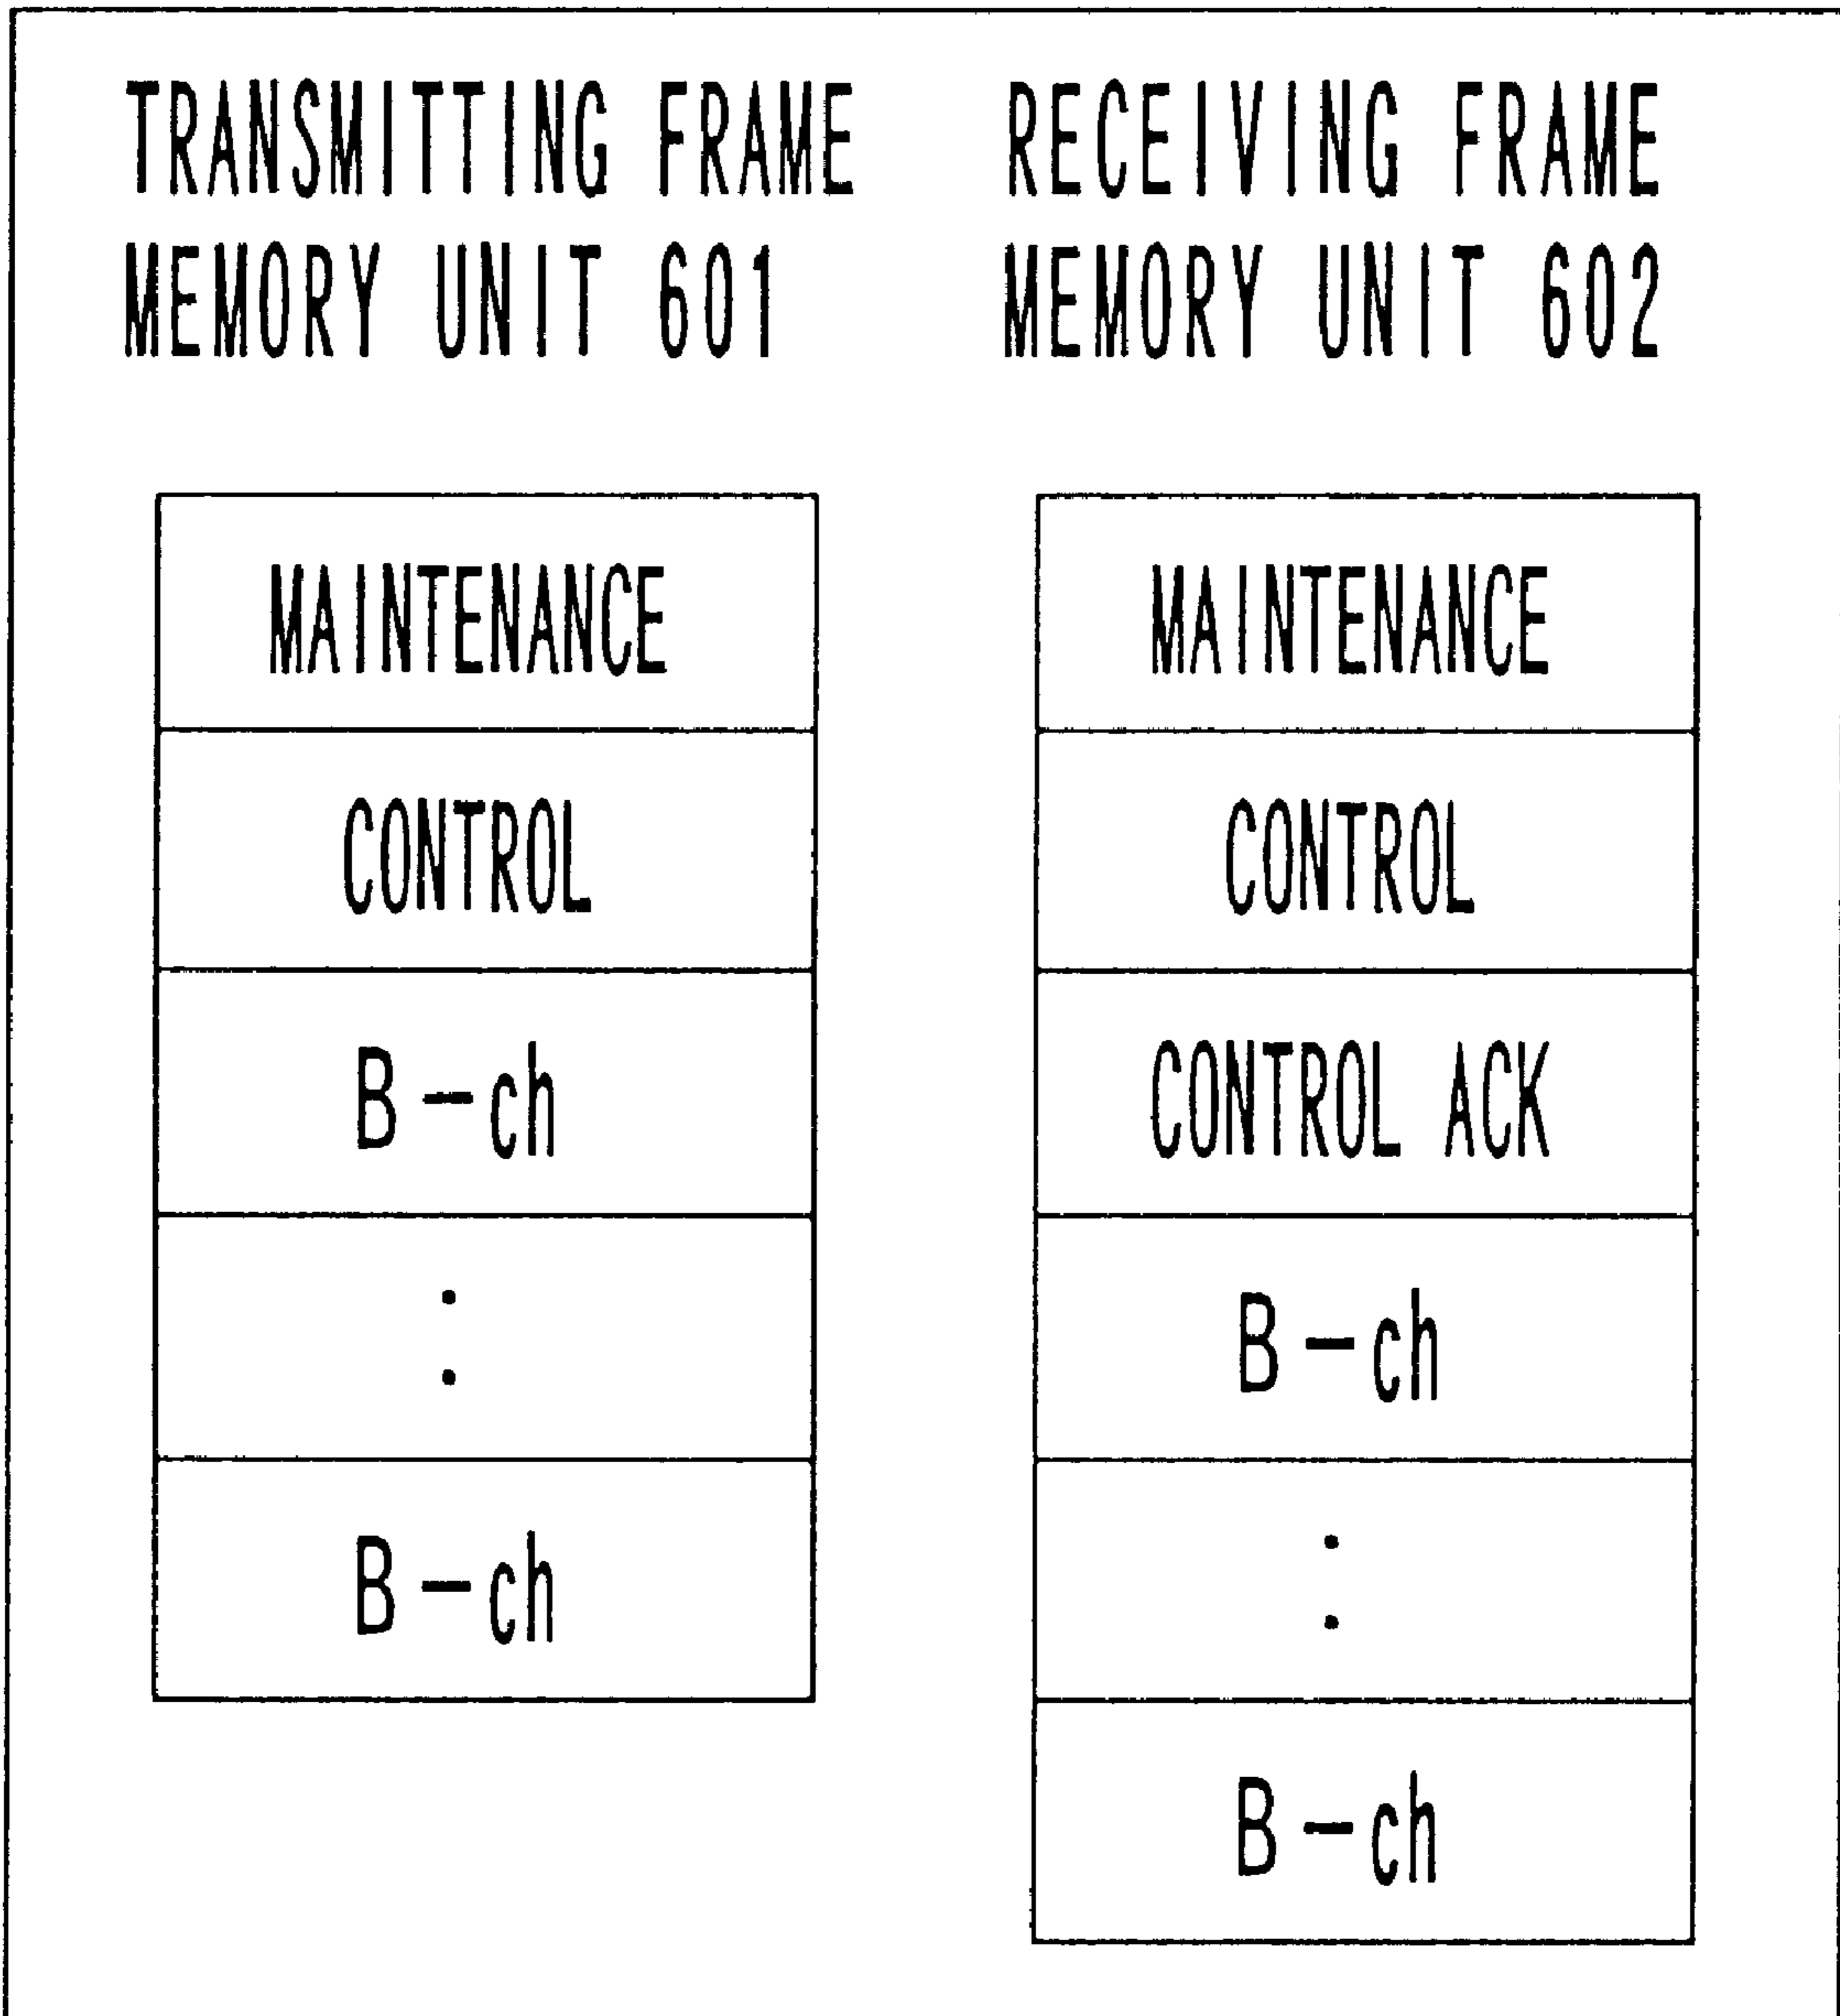 TRANSMITTING FRAME
MEMORY UNIT 601
MAINTENANCE
CONTROL
B-ch
:
B-ch
RECEIVING FRAME
MEMORY UNIT 602
MAINTENANCE
CONTROL
CONTROL ACK
B-ch
:
B-ch